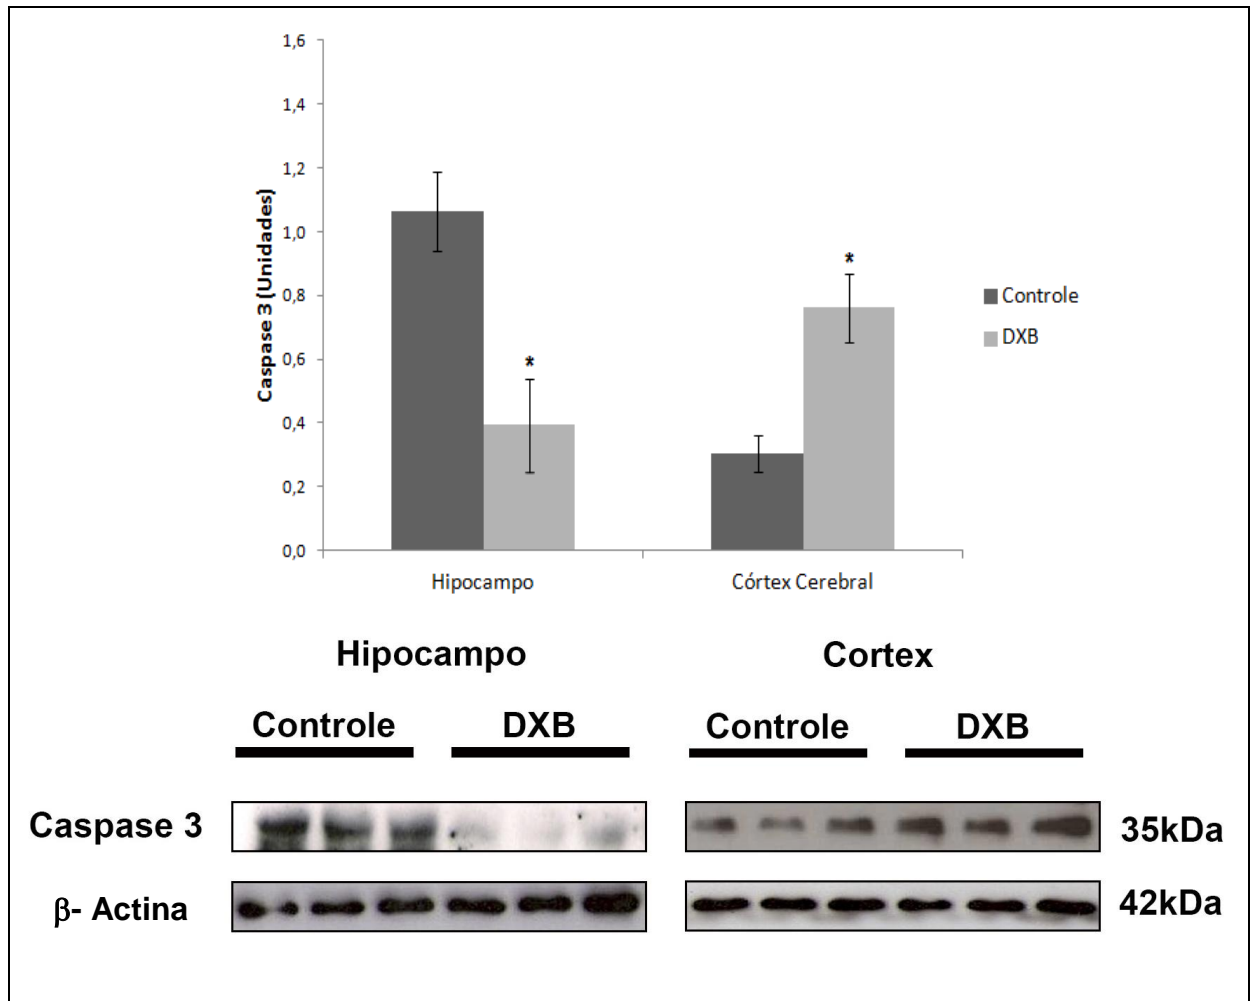 1,6
1,4
1,2
1,0
0,8
0,6
0,4
0,2
0,0
Caspase 3 (Unidades)
*
*
Controle
DXB
Hipocampo
Córtex Cerebral
Hipocampo
Cortex
Controle
DXB
Controle
DXB
Caspase 3
35kDa
β- Actina
42kDa